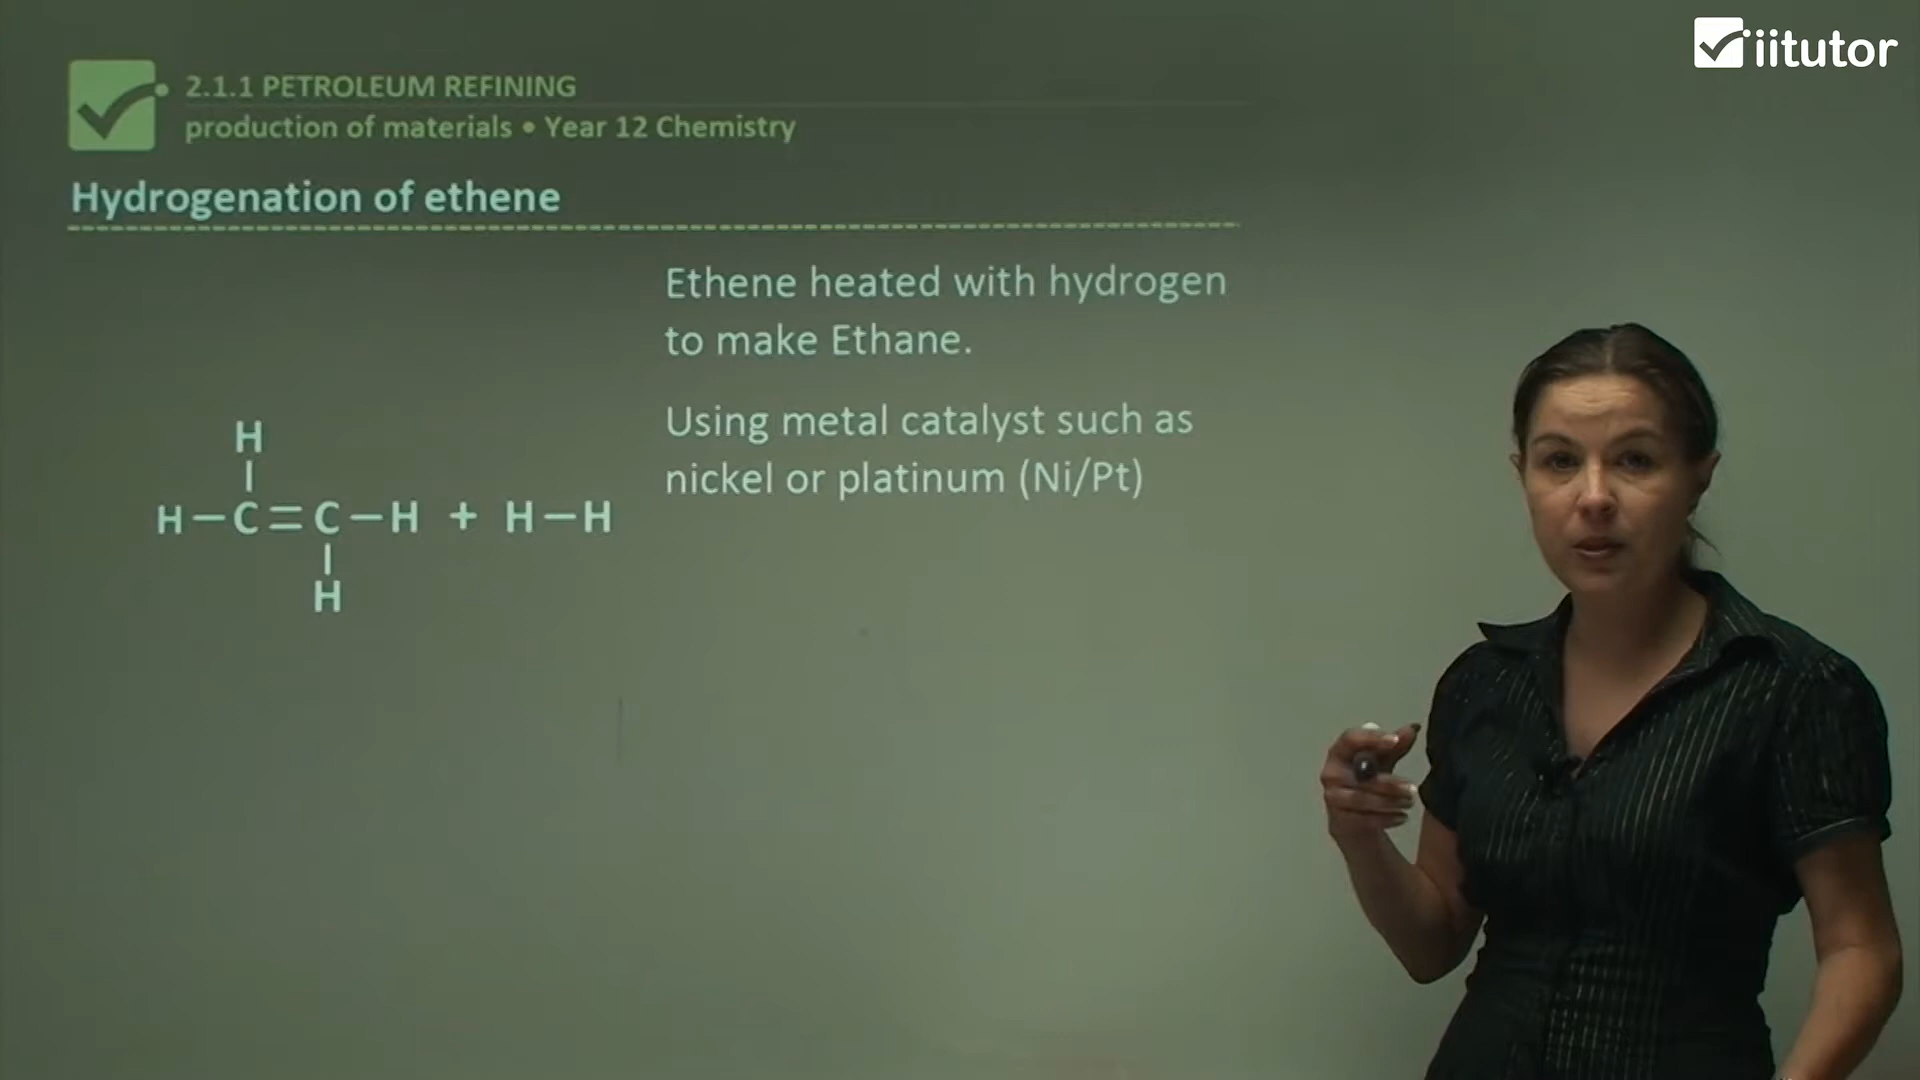 iitutor
2.1.1 PETROLEUM REFINING
production of materials • Year 12 Chemistry
Hydrogenation of ethene
Ethene heated with hydrogen
to make Ethane.
Using metal catalyst such as
nickel or platinum (Ni/Pt)
H
H–C=C–H + H–H
H